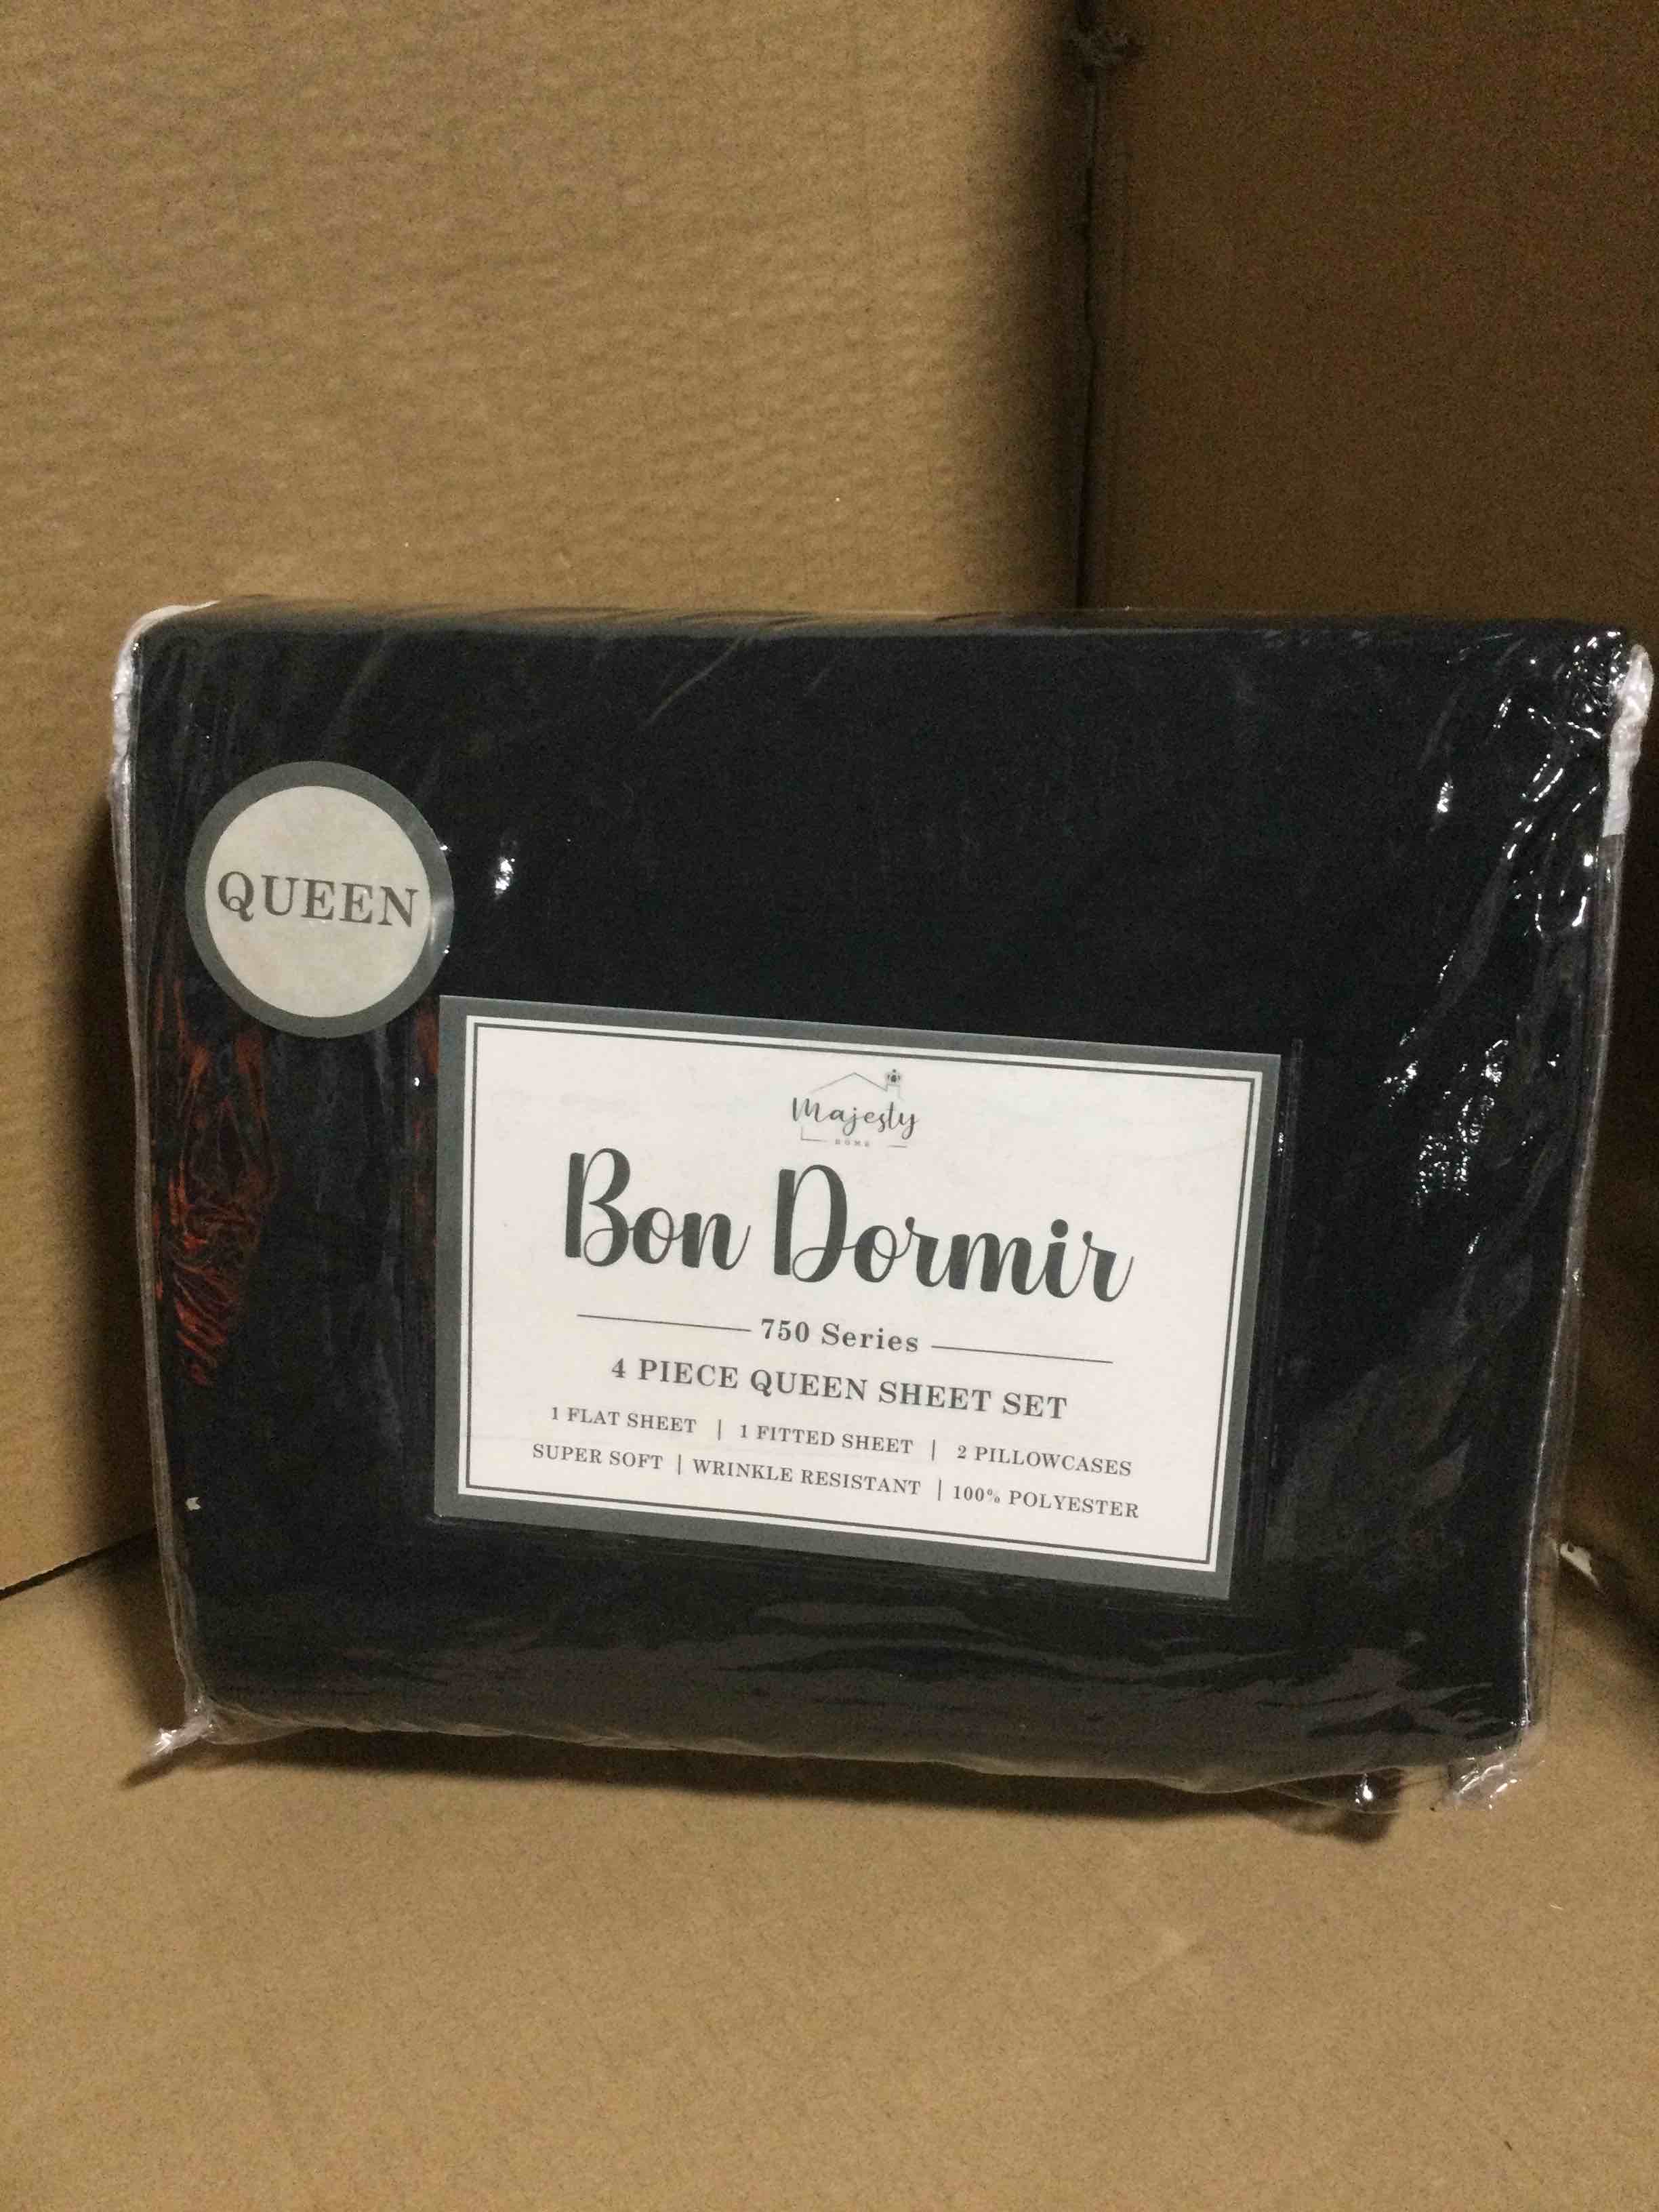 QUEEN
Majesty
HOME
Bon Dormir
750 Series
4 PIECE QUEEN SHEET SET
1 FLAT SHEET | 1 FITTED SHEET | 2 PILLOWCASES
SUPER SOFT | WRINKLE RESISTANT | 100% POLYESTER